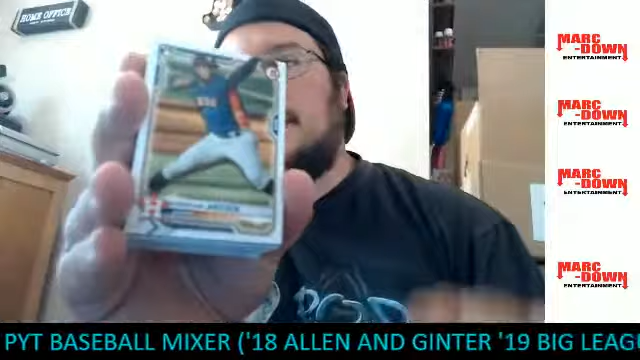 HOME OFFICE
MARC
-DOWN
ENTERTAINMENT
MARC
-DOWN
ENTERTAINMENT
MARC
-DOWN
ENTERTAINMENT
MARC
-DOWN
ENTERTAINMENT
PYT BASEBALL MIXER ('18 ALLEN AND GINTER '19 BIG LEAG